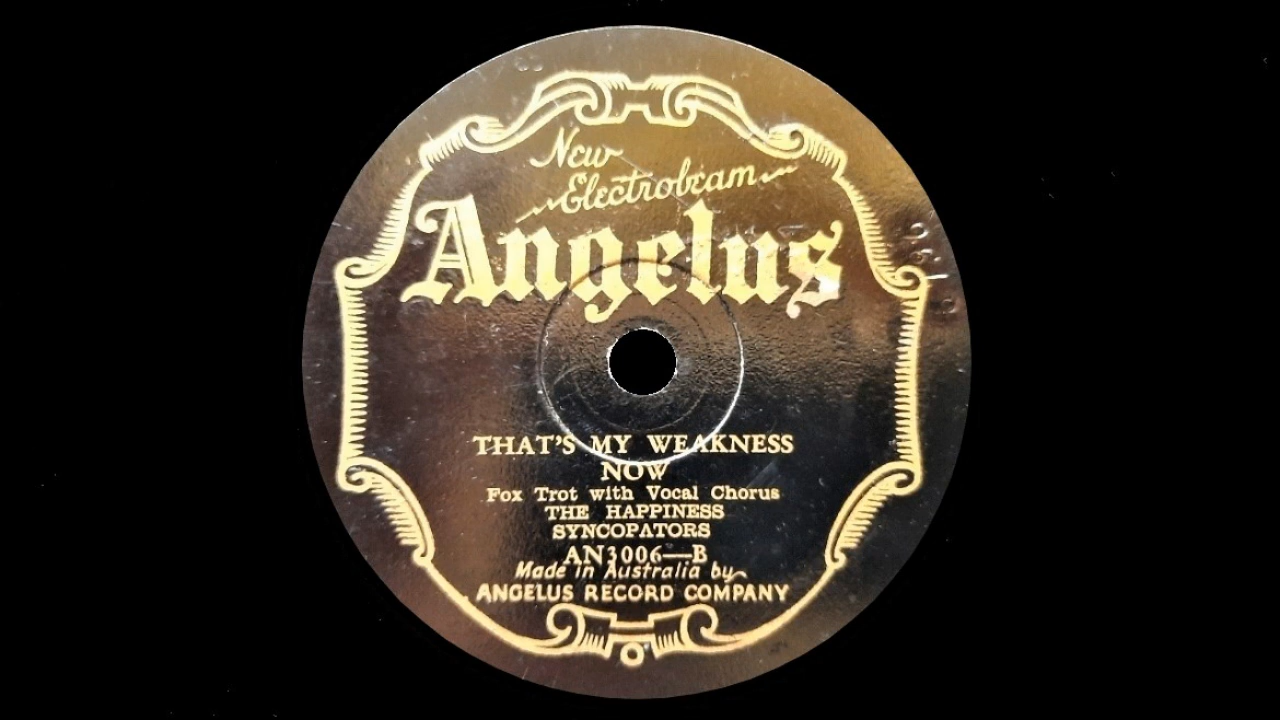 New
Electrobeam
Angelus
THAT'S MY WEAKNESS
NOW
Fox Trot with Vocal Chorus
THE HAPPINESS
SYNCOPATORS
AN3006—B
Made in Australia by
ANGELUS RECORD COMPANY